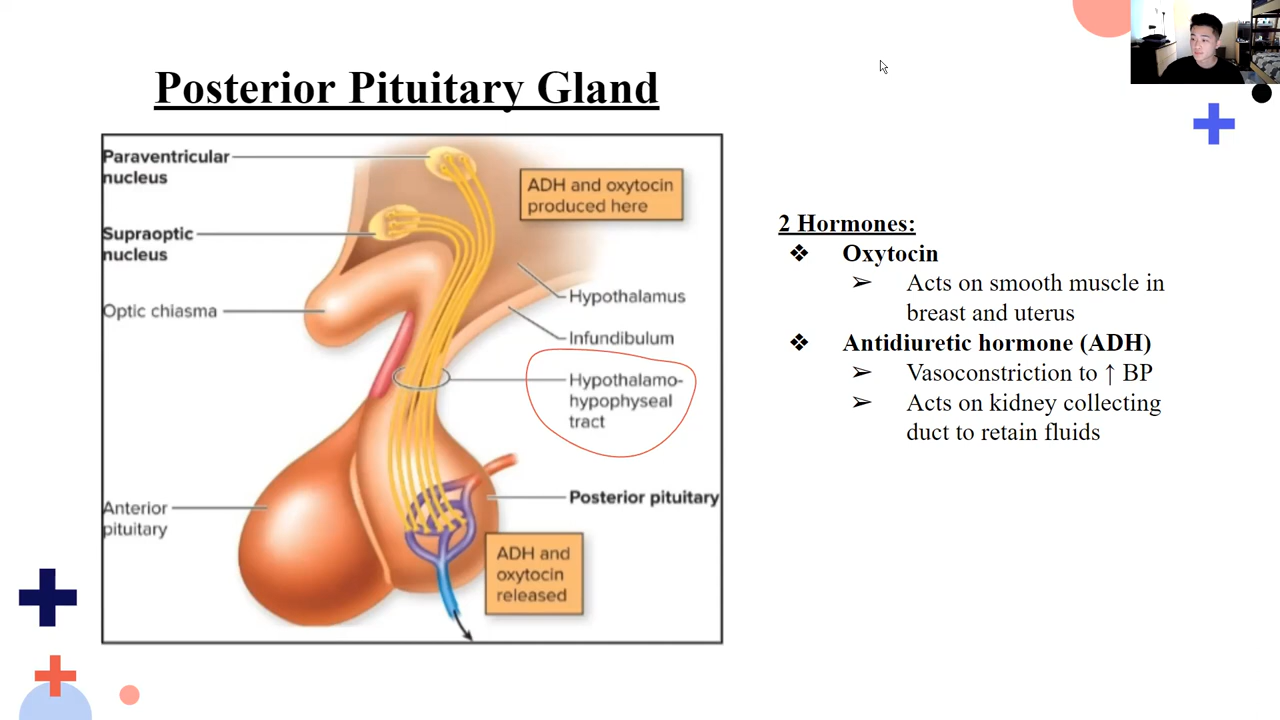 Posterior Pituitary Gland
Paraventricular
nucleus
Supraoptic
nucleus
Optic chiasma
Anterior
pituitary
ADH and oxytocin
produced here
Hypothalamus
Infundibulum
Hypothalamo-
hypophyseal
tract
Posterior pituitary
ADH and
oxytocin
released
2 Hormones:
❖ Oxytocin
➢ Acts on smooth muscle in
breast and uterus
❖ Antidiuretic hormone (ADH)
➢ Vasoconstriction to ↑ BP
➢ Acts on kidney collecting
duct to retain fluids